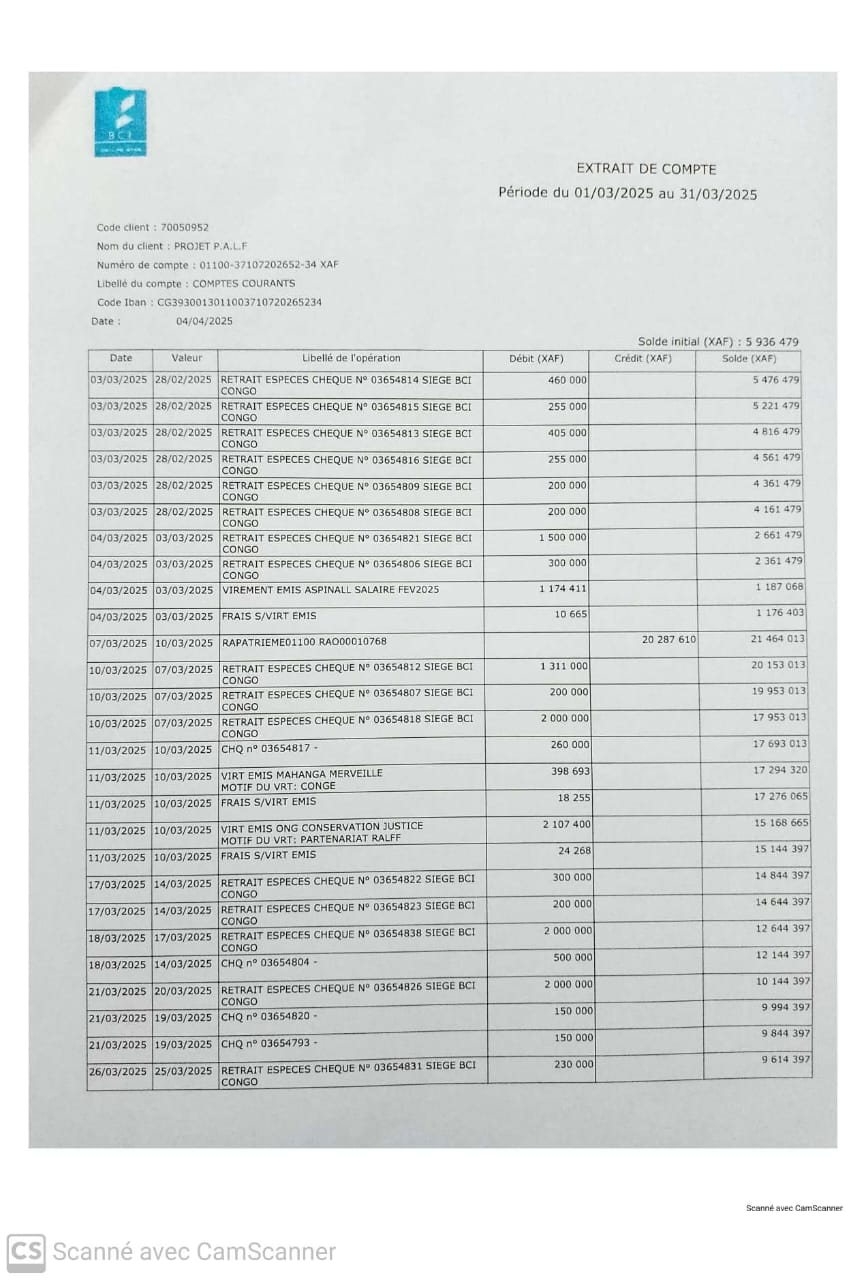 BCI
EXTRAIT DE COMPTE
Période du 01/03/2025 au 31/03/2025
Code client : 70050952
Nom du client : PROJET P.A.L.F
Numéro de compte : 01100-37107202652-34 XAF
Libellé du compte : COMPTES COURANTS
Code Iban : CG3930013011003710720265234
Date : 04/04/2025
Solde initial (XAF) : 5 936 479
Date Valeur Libellé de l'opération Débit (XAF) Crédit (XAF) Solde (XAF)
03/03/2025 28/02/2025 RETRAIT ESPECES CHEQUE N° 03654814 SIEGE BCI 460 000 5 476 479
CONGO
03/03/2025 28/02/2025 RETRAIT ESPECES CHEQUE N° 03654815 SIEGE BCI 255 000 5 221 479
CONGO
03/03/2025 28/02/2025 RETRAIT ESPECES CHEQUE N° 03654813 SIEGE BCI 405 000 4 816 479
CONGO
03/03/2025 28/02/2025 RETRAIT ESPECES CHEQUE N° 03654816 SIEGE BCI 255 000 4 561 479
CONGO
03/03/2025 28/02/2025 RETRAIT ESPECES CHEQUE N° 03654809 SIEGE BCI 200 000 4 361 479
CONGO
03/03/2025 28/02/2025 RETRAIT ESPECES CHEQUE N° 03654808 SIEGE BCI 200 000 4 161 479
CONGO
04/03/2025 03/03/2025 RETRAIT ESPECES CHEQUE N° 03654821 SIEGE BCI 1 500 000 2 661 479
CONGO
04/03/2025 03/03/2025 RETRAIT ESPECES CHEQUE N° 03654806 SIEGE BCI 300 000 2 361 479
CONGO
04/03/2025 03/03/2025 VIREMENT EMIS ASPINALL SALAIRE FEV2025 1 174 411 1 187 068
04/03/2025 03/03/2025 FRAIS S/VIRT EMIS 10 665 1 176 403
07/03/2025 10/03/2025 RAPATRIEME01100 RAO00010768 20 287 610 21 464 013
10/03/2025 07/03/2025 RETRAIT ESPECES CHEQUE N° 03654812 SIEGE BCI 1 311 000 20 153 013
CONGO
10/03/2025 07/03/2025 RETRAIT ESPECES CHEQUE N° 03654807 SIEGE BCI 200 000 19 953 013
CONGO
10/03/2025 07/03/2025 RETRAIT ESPECES CHEQUE N° 03654818 SIEGE BCI 2 000 000 17 953 013
CONGO
11/03/2025 10/03/2025 CHQ n° 03654817 - 260 000 17 693 013
11/03/2025 10/03/2025 VIRT EMIS MAHANGA MERVEILLE 398 693 17 294 320
MOTIF DU VRT: CONGE
11/03/2025 10/03/2025 FRAIS S/VIRT EMIS 18 255 17 276 065
11/03/2025 10/03/2025 VIRT EMIS ONG CONSERVATION JUSTICE 2 107 400 15 168 665
MOTIF DU VRT: PARTENARIAT RALFF
11/03/2025 10/03/2025 FRAIS S/VIRT EMIS 24 268 15 144 397
17/03/2025 14/03/2025 RETRAIT ESPECES CHEQUE N° 03654822 SIEGE BCI 300 000 14 844 397
CONGO
17/03/2025 14/03/2025 RETRAIT ESPECES CHEQUE N° 03654823 SIEGE BCI 200 000 14 644 397
CONGO
18/03/2025 17/03/2025 RETRAIT ESPECES CHEQUE N° 03654838 SIEGE BCI 2 000 000 12 644 397
CONGO
18/03/2025 14/03/2025 CHQ n° 03654804 - 500 000 12 144 397
21/03/2025 20/03/2025 RETRAIT ESPECES CHEQUE N° 03654826 SIEGE BCI 2 000 000 10 144 397
CONGO
21/03/2025 19/03/2025 CHQ n° 03654820 - 150 000 9 994 397
21/03/2025 19/03/2025 CHQ n° 03654793 - 150 000 9 844 397
26/03/2025 25/03/2025 RETRAIT ESPECES CHEQUE N° 03654831 SIEGE BCI 230 000 9 614 397
CONGO
Scanné avec CamScanner
CS Scanné avec CamScanner